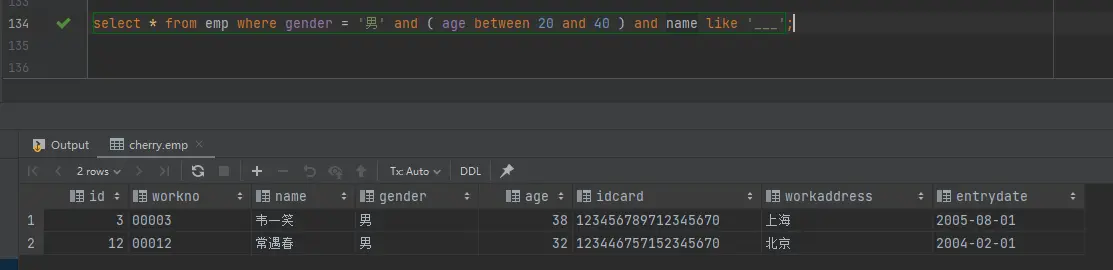 133
134 select * from emp where gender = '男' and ( age between 20 and 40 ) and name like '___';
135
136
Output cherry.emp
2 rows Tx: Auto DDL
id workno name gender age idcard workaddress entrydate
1 3 00003 韦一笑 男 38 123456789712345670 上海 2005-08-01
2 12 00012 常遇春 男 32 123446757152345670 北京 2004-02-01